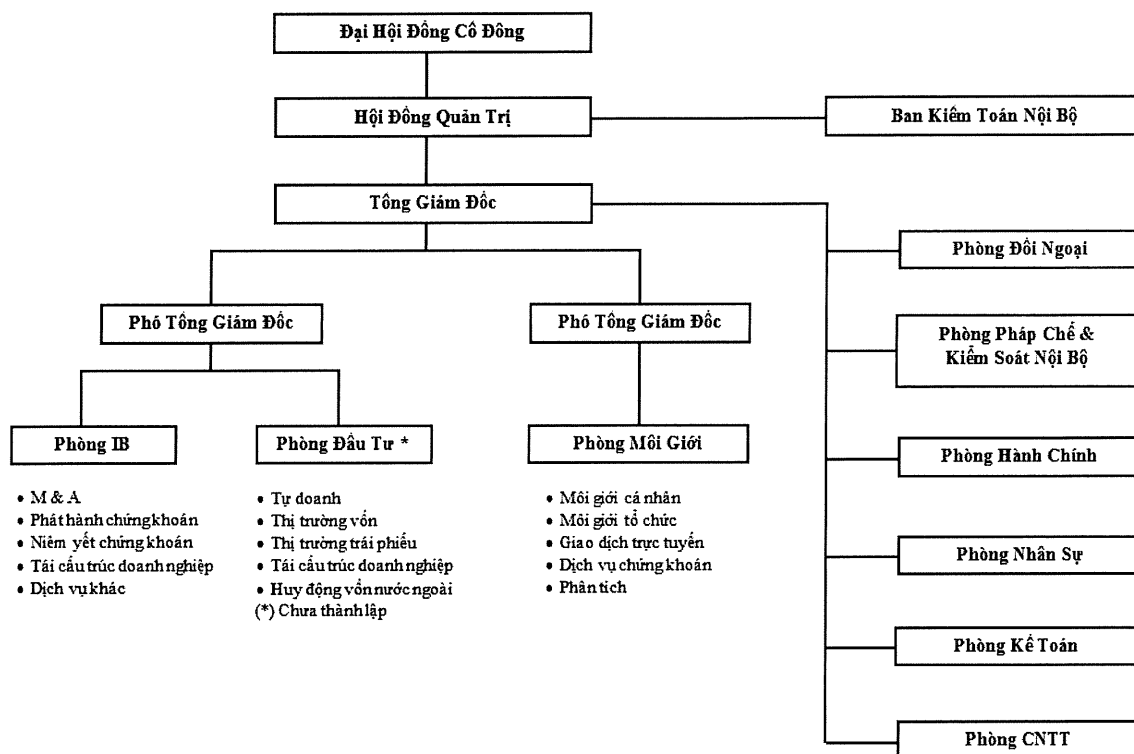 Đại Hội Đồng Cổ Đông
Hội Đồng Quản Trị
Ban Kiểm Toán Nội Bộ
Tổng Giám Đốc
Phòng Đối Ngoại
Phó Tổng Giám Đốc
Phó Tổng Giám Đốc
Phòng Pháp Chế &
Kiểm Soát Nội Bộ
Phòng IB
Phòng Đầu Tư *
Phòng Môi Giới
Phòng Hành Chính
• M & A
• Phát hành chứng khoán
• Niêm yết chứng khoán
• Tái cấu trúc doanh nghiệp
• Dịch vụ khác
• Tự doanh
• Thị trường vốn
• Thị trường trái phiếu
• Tái cấu trúc doanh nghiệp
• Huy động vốn nước ngoài
(*) Chưa thành lập
• Môi giới cá nhân
• Môi giới tổ chức
• Giao dịch trực tuyến
• Dịch vụ chứng khoán
• Phân tích
Phòng Nhân Sự
Phòng Kế Toán
Phòng CNTT